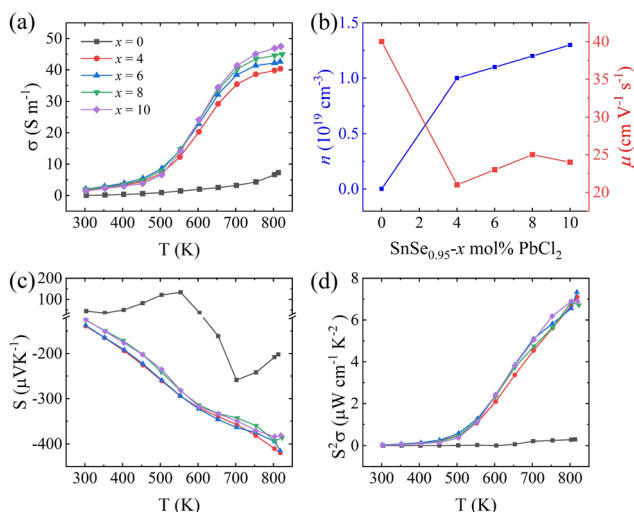 (a)
x = 0
x = 4
x = 6
x = 8
x = 10
50
40
30
20
10
0
σ (S m⁻¹)
300 400 500 600 700 800
T (K)
(b)
1.5
1.0
0.5
0.0
n (10¹⁹ cm⁻³)
40
35
30
25
20
μ (cm V⁻¹ s⁻¹)
0 2 4 6 8 10
SnSe₀.₉₅-x mol% PbCl₂
(c)
200
100
-200
-300
-400
S (μVK⁻¹)
300 400 500 600 700 800
T (K)
(d)
8
6
4
2
0
S²σ (μW cm⁻¹ K⁻²)
300 400 500 600 700 800
T (K)